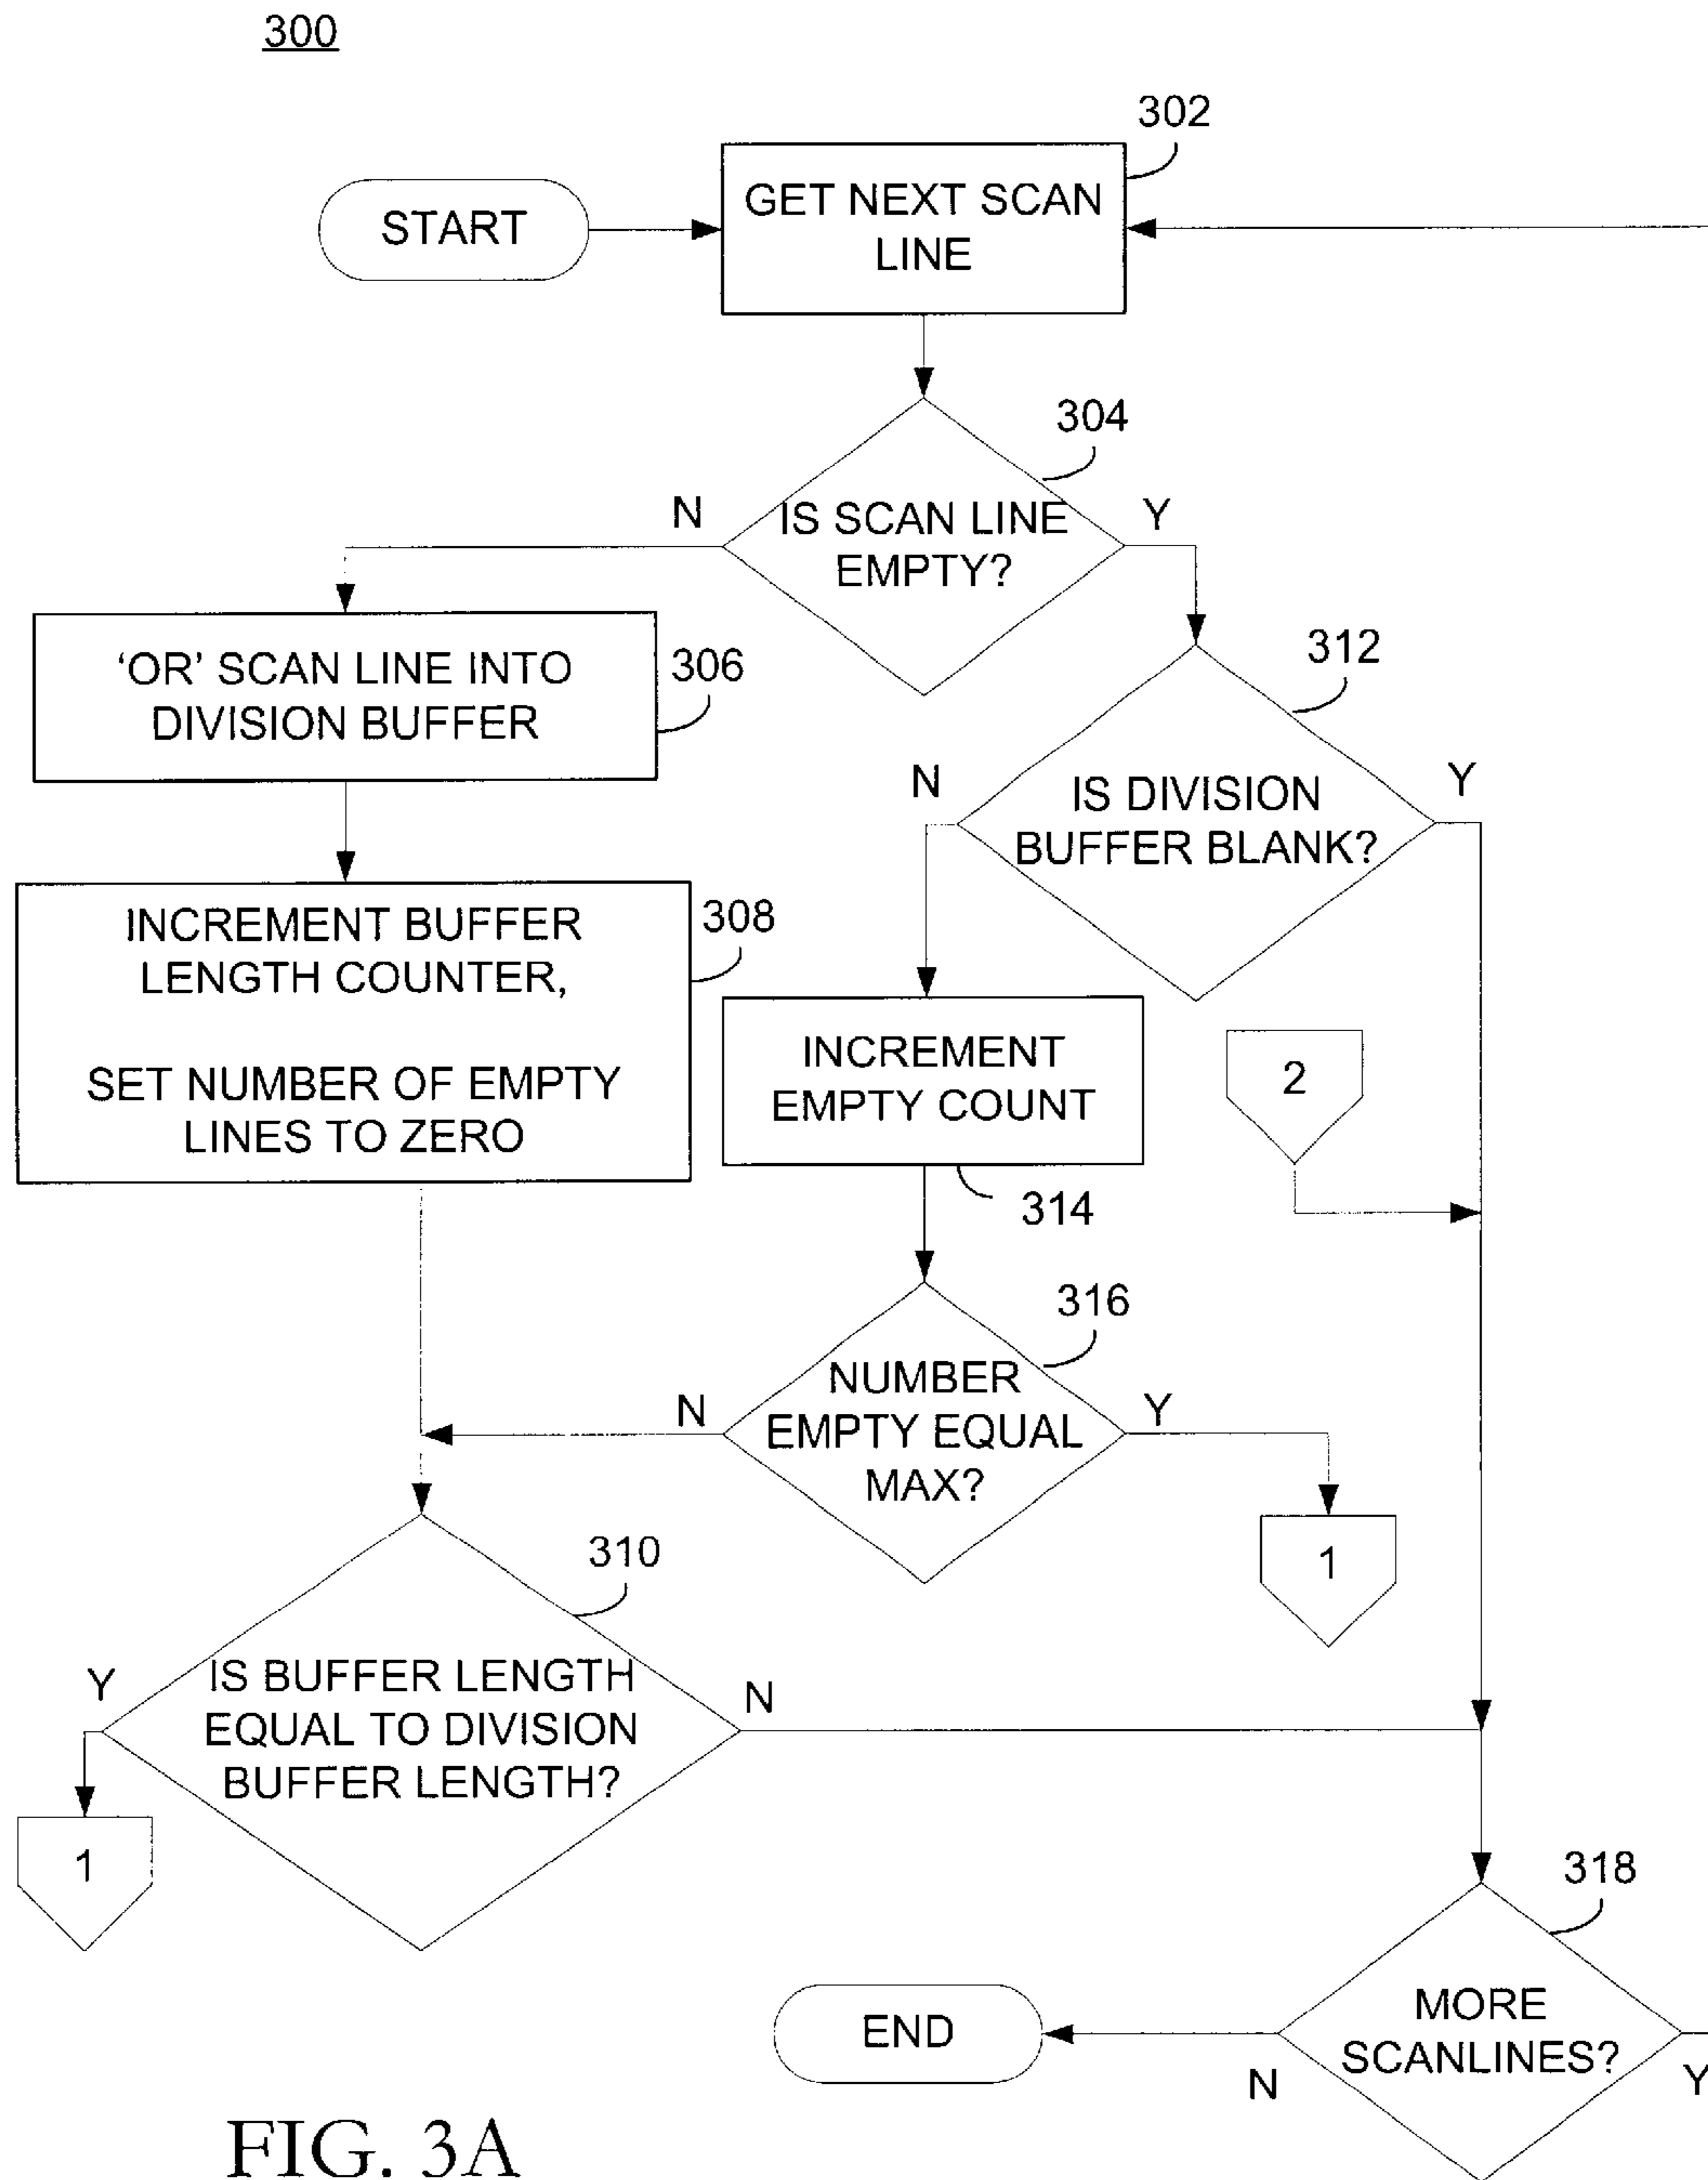 300
302
START
GET NEXT SCAN
LINE
304
N
IS SCAN LINE
EMPTY?
Y
'OR' SCAN LINE INTO
DIVISION BUFFER
306
312
N
IS DIVISION
BUFFER BLANK?
Y
INCREMENT BUFFER
LENGTH COUNTER,
SET NUMBER OF EMPTY
LINES TO ZERO
308
INCREMENT
EMPTY COUNT
314
2
316
N
NUMBER
EMPTY EQUAL
MAX?
Y
1
310
Y
IS BUFFER LENGTH
EQUAL TO DIVISION
BUFFER LENGTH?
N
1
318
END
MORE
SCANLINES?
N
Y
FIG. 3A